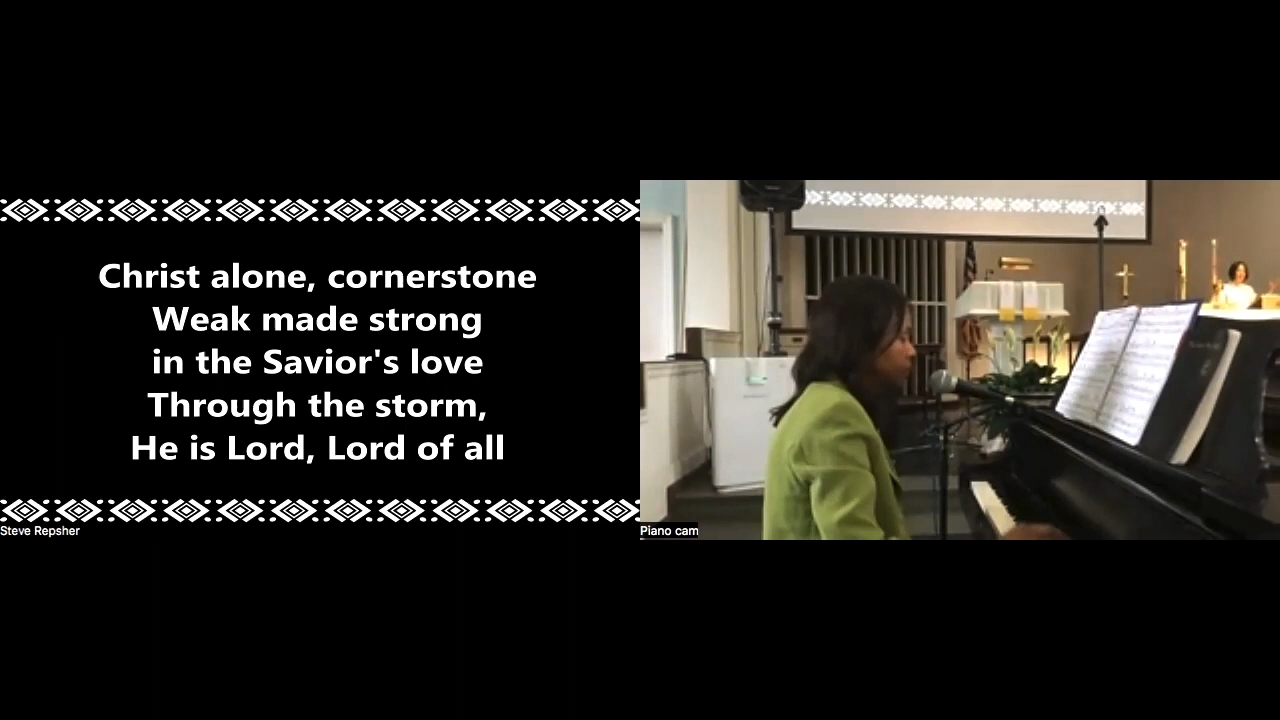 Christ alone, cornerstone
Weak made strong
in the Savior's love
Through the storm,
He is Lord, Lord of all
Steve Repsher
Piano cam